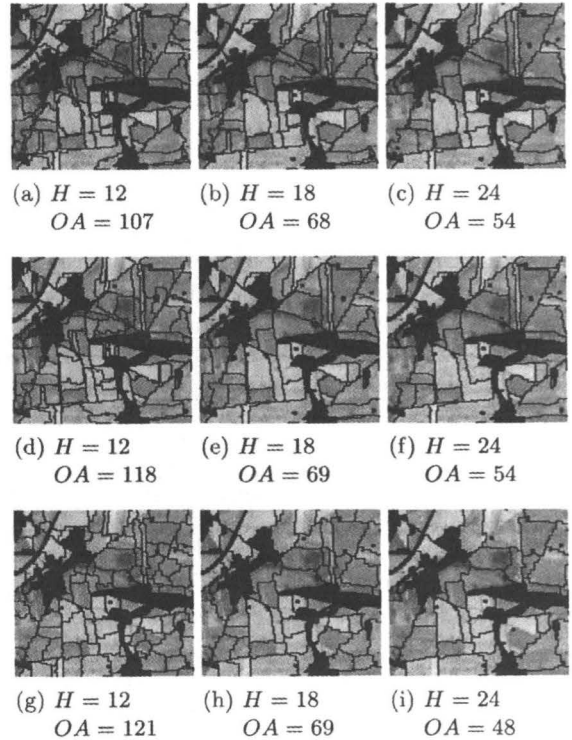 (a) H = 12 (b) H = 18 (c) H = 24
OA = 107 OA = 68 OA = 54
(d) H = 12 (e) H = 18 (f) H = 24
OA = 118 OA = 69 OA = 54
(g) H = 12 (h) H = 18 (i) H = 24
OA = 121 OA = 69 OA = 48